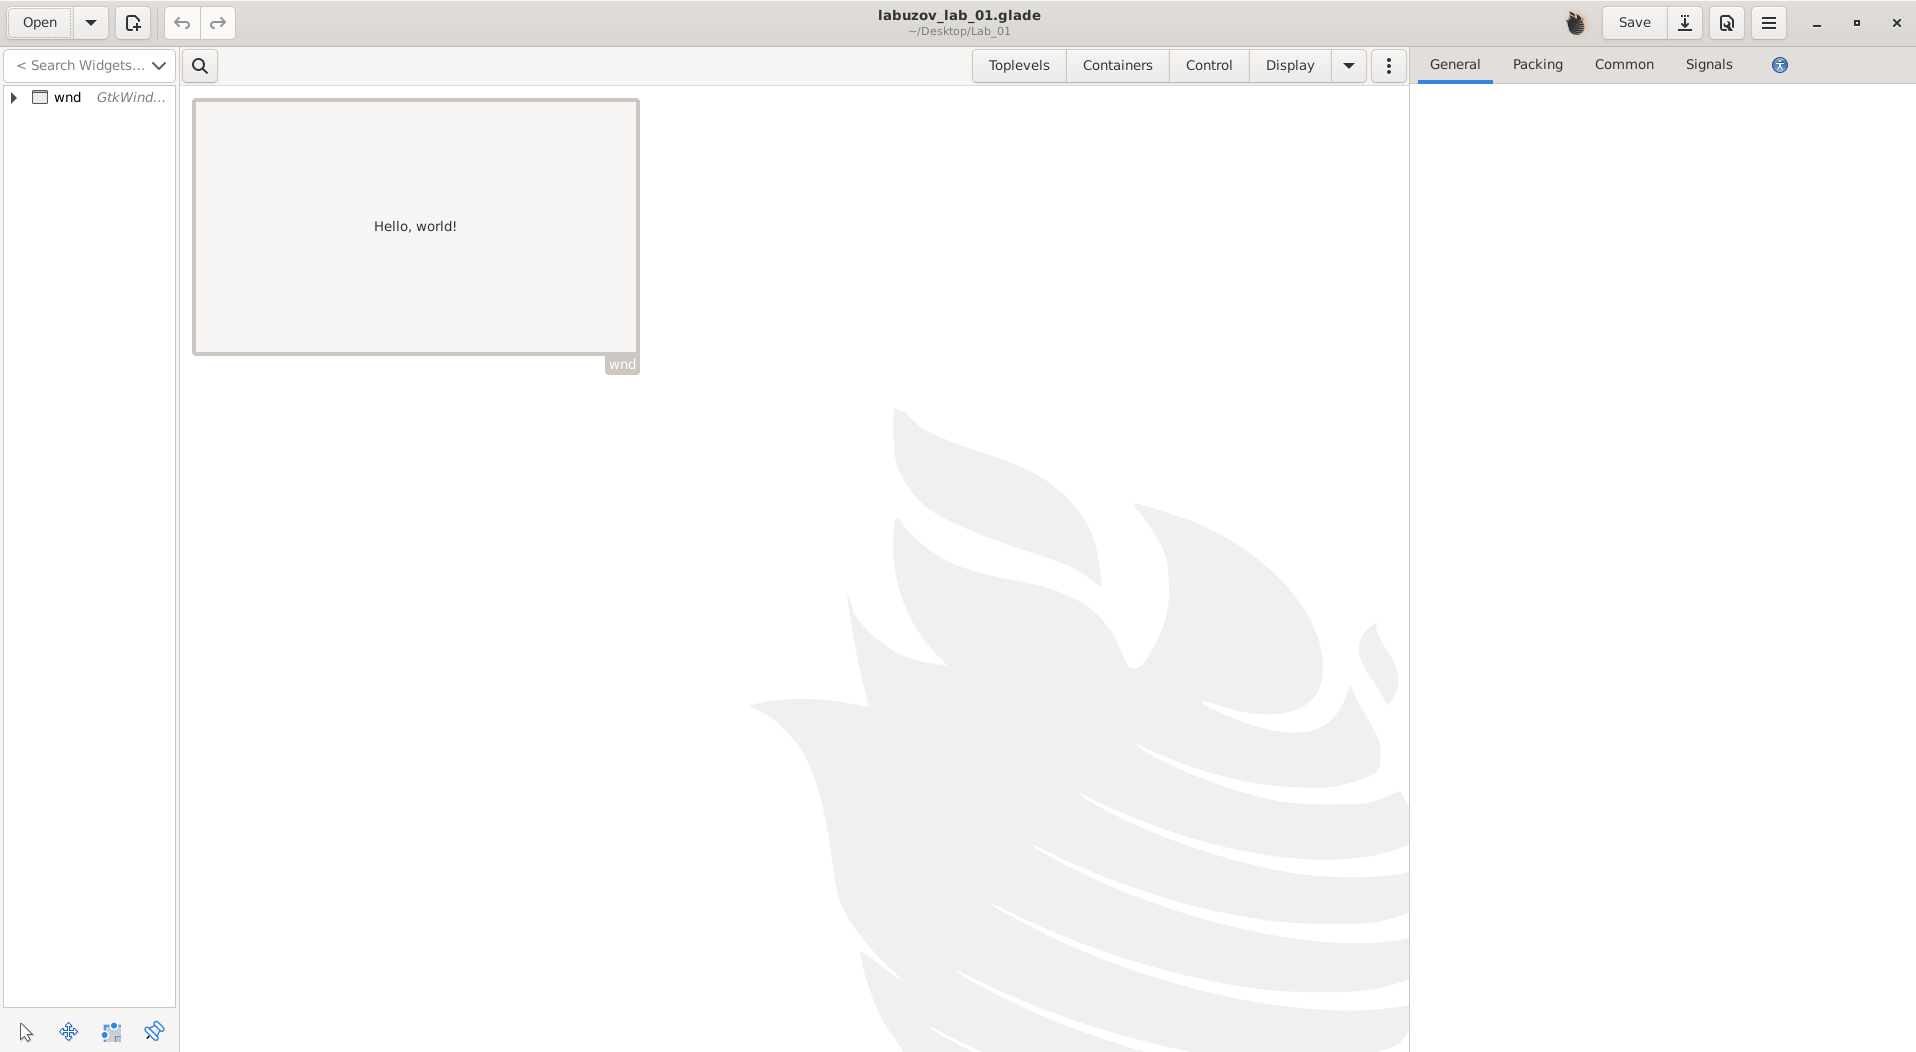 Open
labuzov_lab_01.glade
~/Desktop/Lab_01
Save
< Search Widgets...
Toplevels
Containers
Control
Display
General
Packing
Common
Signals
wnd GtkWind...
Hello, world!
wnd